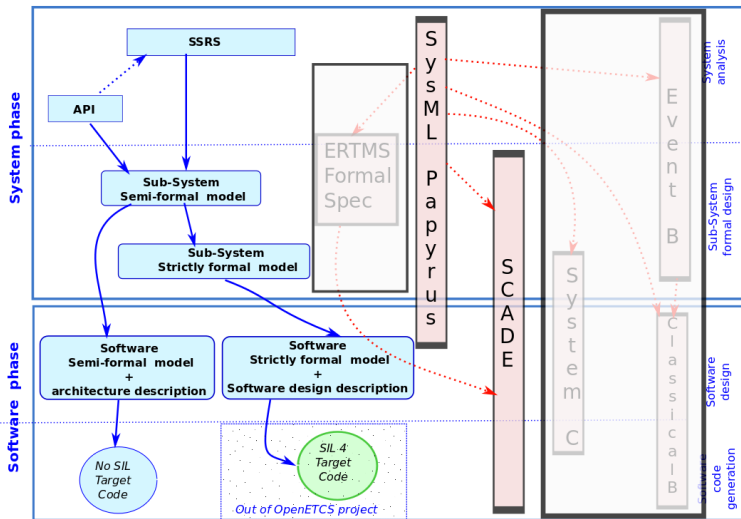 System phase
SSRS
API
Sub-System
Semi-formal model
Sub-System
Strictly formal model
ERTMS
Formal
Spec
SysML Papyrus
SCADE
System C
Event B
Classical B
System
analysis
Sub-System
formal design
Software phase
Software
Semi-formal model
+
architecture description)
Software
Strictly formal model
+
Software design description)
No SIL
Target
Code
SIL 4
Target
Code
Out of OpenETCS project
Software
design
Software
code
generation